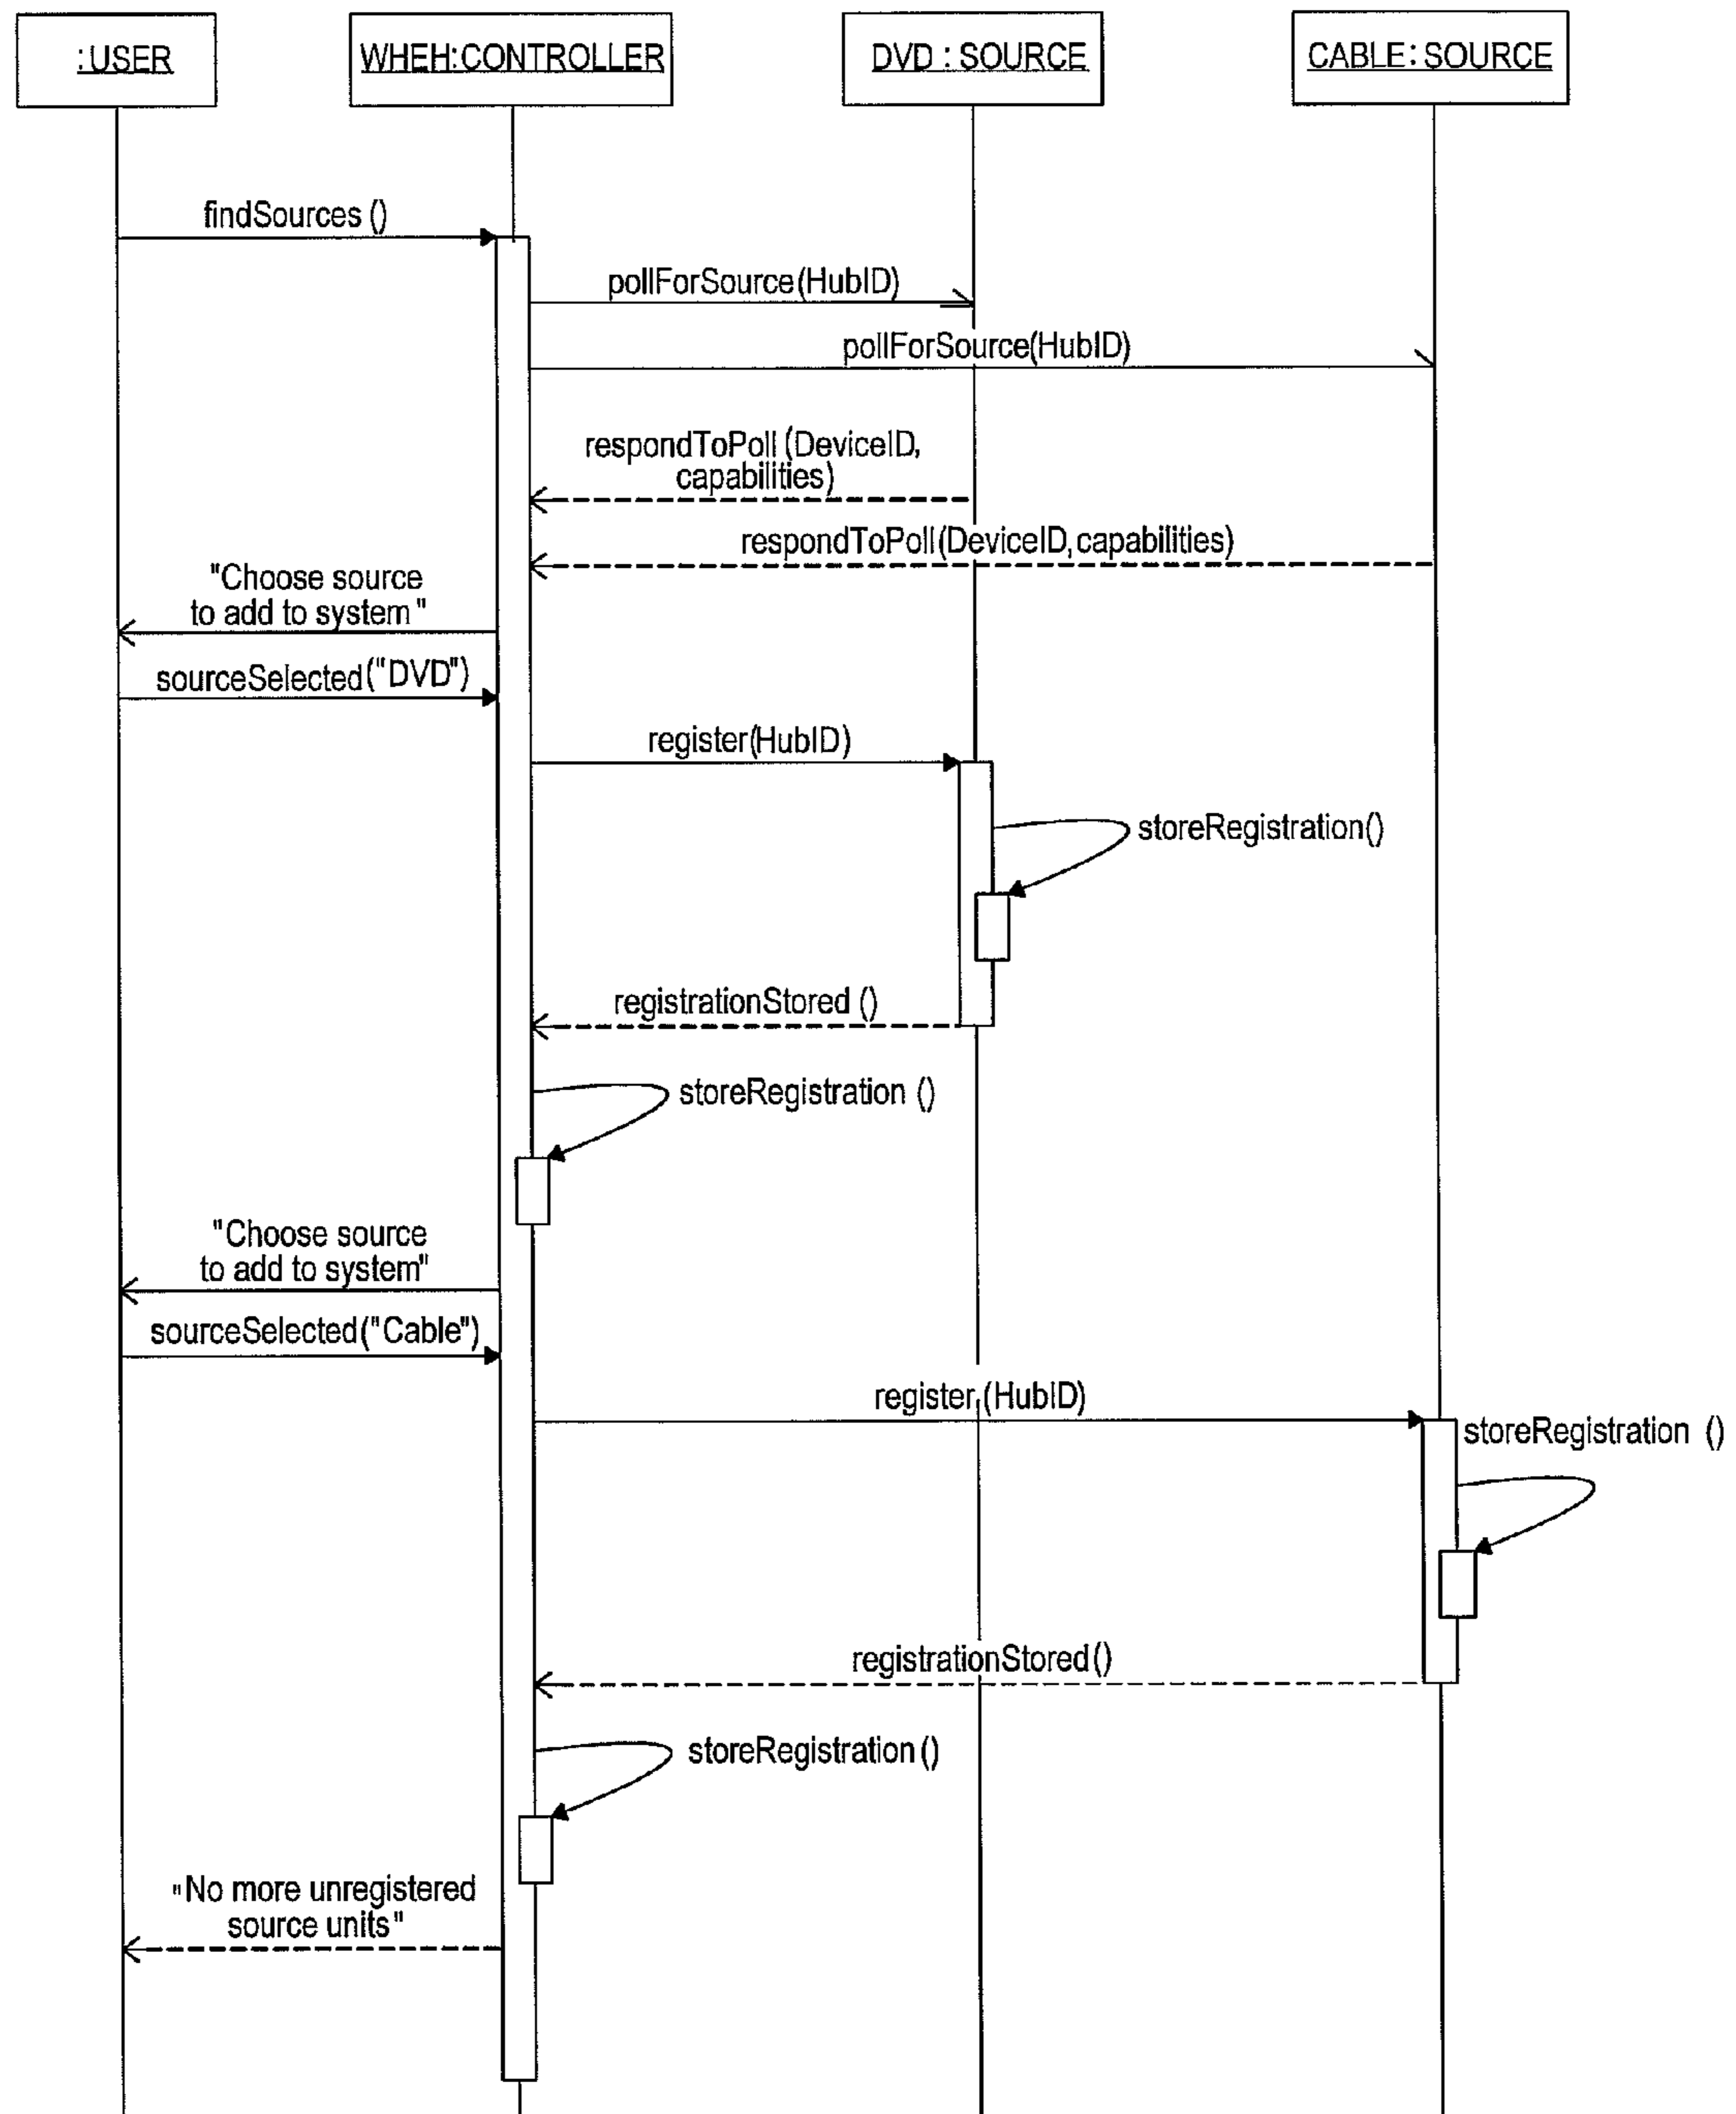 :USER
WHEH:CONTROLLER
DVD : SOURCE
CABLE: SOURCE
findSources ()
pollForSource(HubID)
pollForSource(HubID)
respondToPoll (DeviceID,
capabilities)
respondToPoll(DeviceID, capabilities)
"Choose source
to add to system "
sourceSelected("DVD")
register(HubID)
storeRegistration()
registrationStored ()
storeRegistration ()
"Choose source
to add to system"
sourceSelected("Cable")
register (HubID)
storeRegistration ()
registrationStored()
storeRegistration()
"No more unregistered
source units"